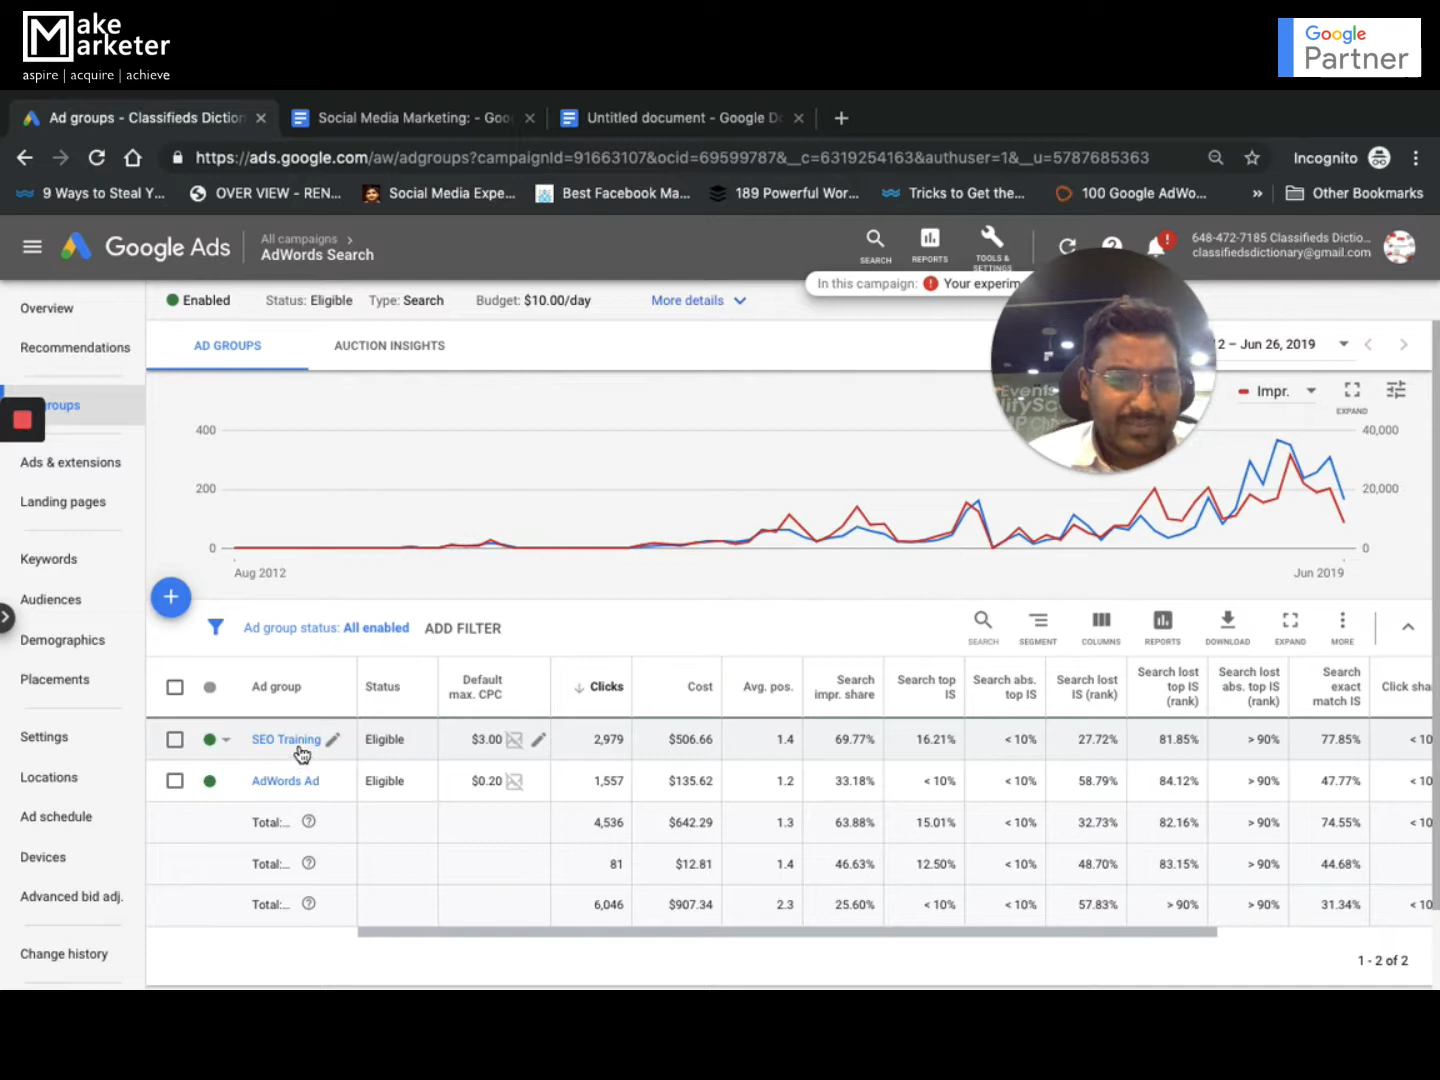 Make Marketer
aspire | acquire | achieve
Google
Partner
Ad groups - Classifieds Diction
Social Media Marketing: - Goo
Untitled document - Google D
https://ads.google.com/aw/adgroups?campaignId=91663107&ocid=69599787&__c=6319254163&authuser=1&__u=5787685363
Incognito
9 Ways to Steal Y...
OVER VIEW - REN...
Social Media Expe...
Best Facebook Ma...
189 Powerful Wor...
Tricks to Get the...
100 Google AdWo...
»
Other Bookmarks
Google Ads
All campaigns >
AdWords Search
SEARCH
REPORTS
TOOLS & SETTINGS
648-472-7185 Classifieds Dictio...
classifiedsdictionary@gmail.com
Enabled
Status: Eligible
Type: Search
Budget: $10.00/day
More details
In this campaign: Your experim
AD GROUPS
AUCTION INSIGHTS
2 – Jun 26, 2019
Impr.
EXPAND
400
200
0
40,000
20,000
0
Aug 2012
Jun 2019
Overview
Recommendations
groups
Ads & extensions
Landing pages
Keywords
Audiences
Demographics
Placements
Settings
Locations
Ad schedule
Devices
Advanced bid adj.
Change history
Ad group status: All enabled
ADD FILTER
SEARCH
SEGMENT
COLUMNS
REPORTS
DOWNLOAD
EXPAND
MORE
Ad group Status Default max. CPC Clicks Cost Avg. pos. Search impr. share Search top IS Search abs. top IS Search lost IS (rank) Search lost top IS (rank) Search lost abs. top IS (rank) Search exact match IS Click sha
SEO Training Eligible $3.00 2,979 $506.66 1.4 69.77% 16.21% < 10% 27.72% 81.85% > 90% 77.85% < 10
AdWords Ad Eligible $0.20 1,557 $135.62 1.2 33.18% < 10% < 10% 58.79% 84.12% > 90% 47.77% < 10
Total:... 4,536 $642.29 1.3 63.88% 15.01% < 10% 32.73% 82.16% > 90% 74.55% < 10
Total:... 81 $12.81 1.4 46.63% 12.50% < 10% 48.70% 83.15% > 90% 44.68%
Total:... 6,046 $907.34 2.3 25.60% < 10% < 10% 57.83% > 90% > 90% 31.34% < 10
1 - 2 of 2